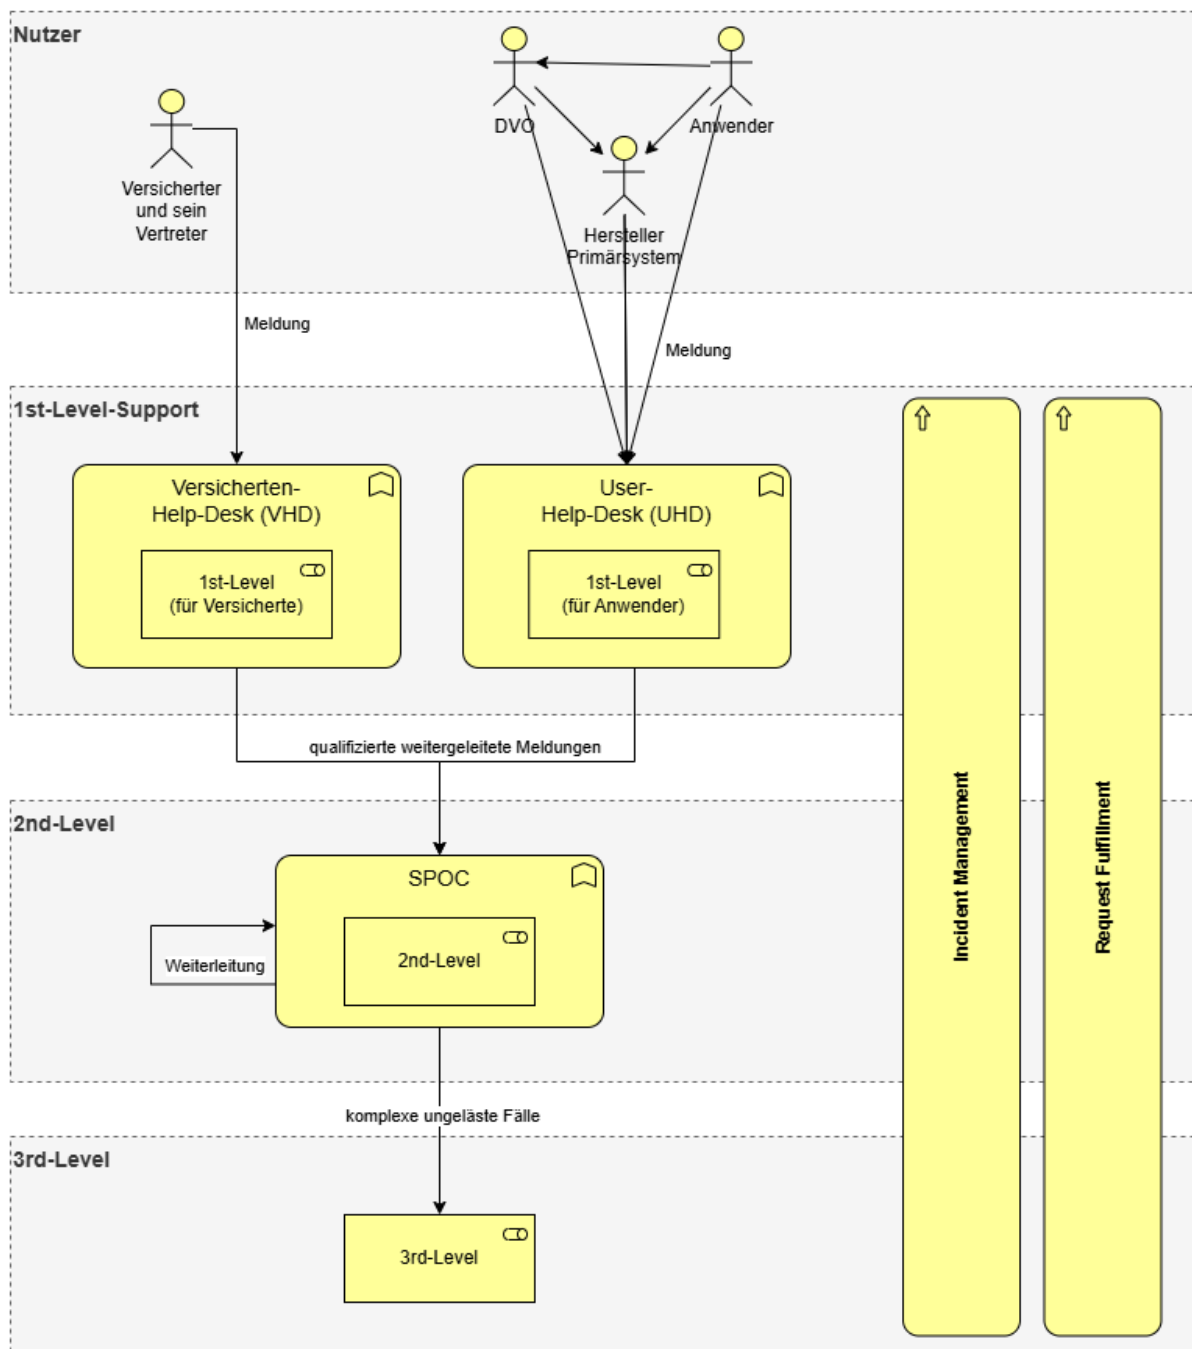 Nutzer
DVO
Anwender
Versicherter
und sein
Vertreter
Hersteller
Primärsystem
Meldung
Meldung
1st-Level-Support
Versicherten-
Help-Desk (VHD)
1st-Level
(für Versicherte)
User-
Help-Desk (UHD)
1st-Level
(für Anwender)
qualifizierte weitergeleitete Meldungen
Incident Management
Request Fulfillment
2nd-Level
SPOC
2nd-Level
Weiterleitung
komplexe ungeläste Fälle
3rd-Level
3rd-Level